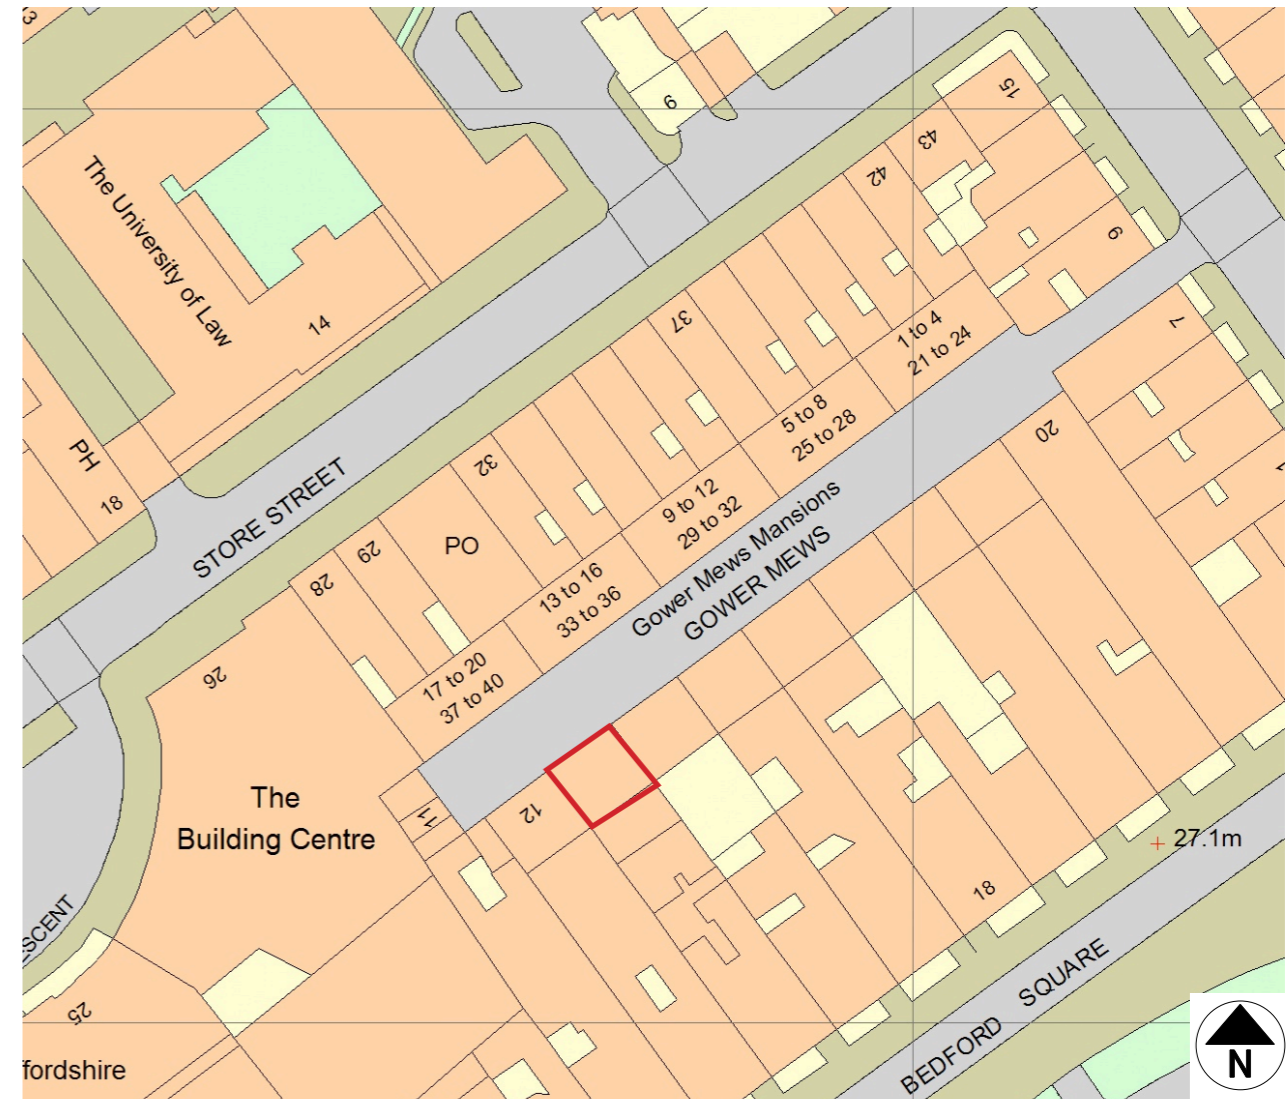 3
9
15
43
42
The University of Law
6
14
37
7
1 to 4
21 to 24
5 to 8
25 to 28
20
PH
18
32
STORE STREET
9 to 12
29 to 32
Gower Mews Mansions
GOWER MEWS
PO
29
28
13 to 16
33 to 36
17 to 20
37 to 40
26
The
Building Centre
11
12
27.1m
18
BEDFORD SQUARE
SCENT
25
fordshire
N